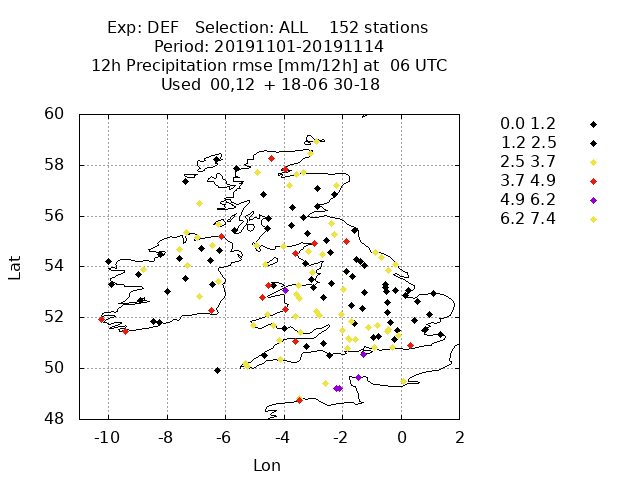 Exp: DEF Selection: ALL 152 stations
Period: 20191101-20191114
12h Precipitation rmse [mm/12h] at 06 UTC
Used 00,12 + 18-06 30-18
60
58
56
54
52
50
48
Lat
-10 -8 -6 -4 -2 0 2
Lon
0.0 1.2
1.2 2.5
2.5 3.7
3.7 4.9
4.9 6.2
6.2 7.4